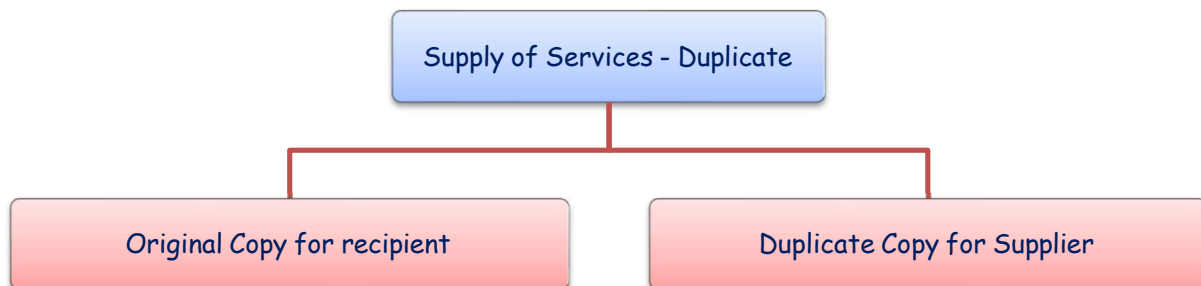 Supply of Services - Duplicate
Original Copy for recipient
Duplicate Copy for Supplier